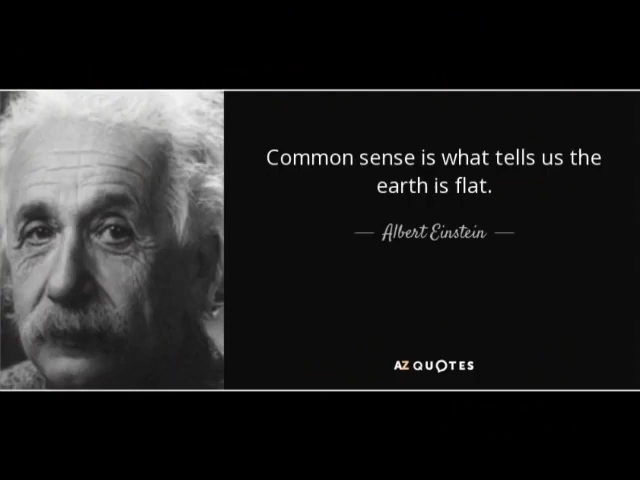 Common sense is what tells us the
earth is flat.
— Albert Einstein —
AZ QUOTES